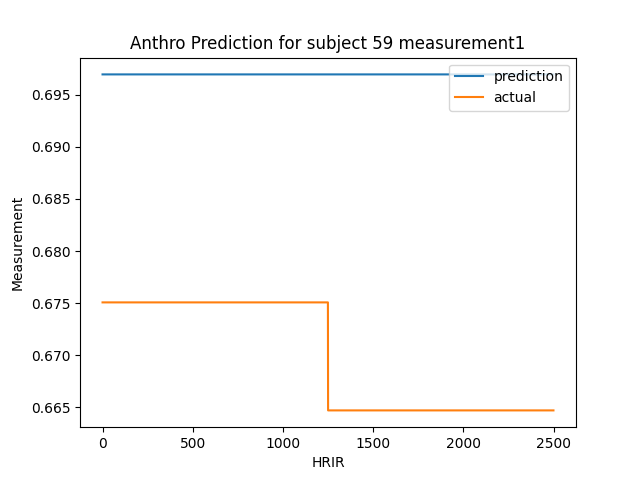 Anthro Prediction for subject 59 measurement1
prediction
actual
0.695
0.690
0.685
0.680
0.675
0.670
0.665
Measurement
0 500 1000 1500 2000 2500
HRIR